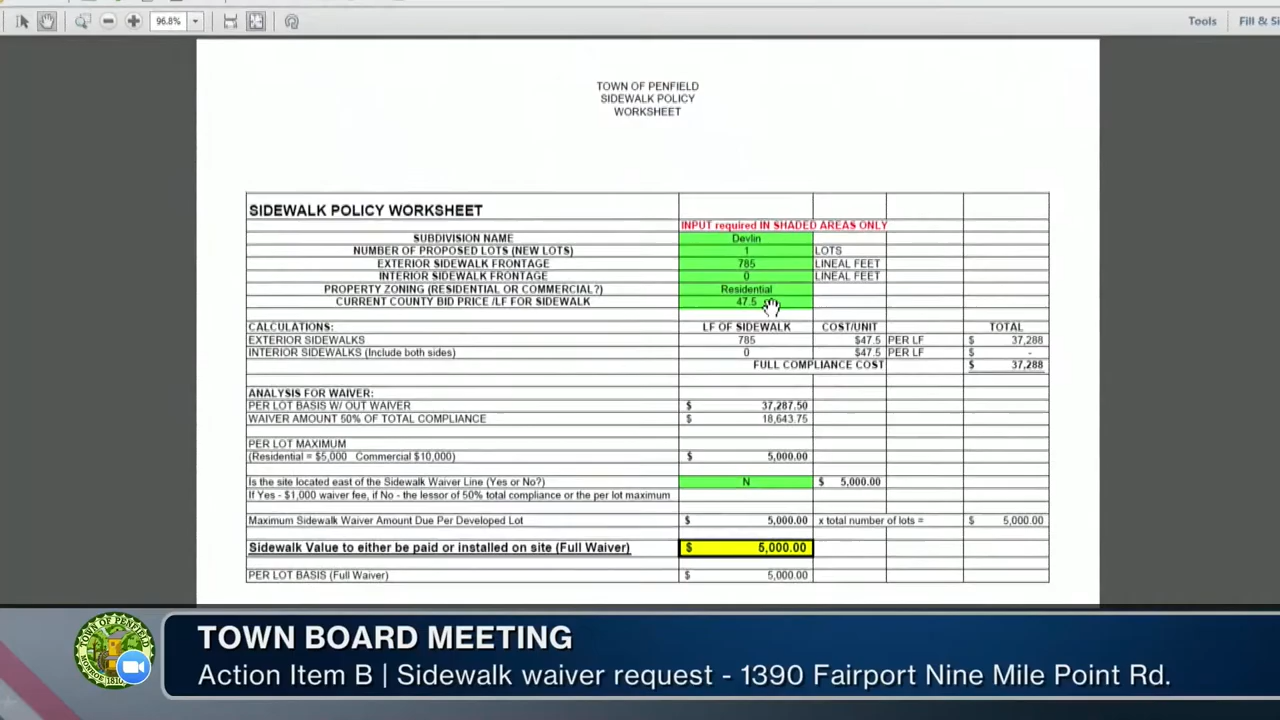 96.8%
Tools
Fill & Si
TOWN OF PENFIELD
SIDEWALK POLICY
WORKSHEET
SIDEWALK POLICY WORKSHEET
INPUT required IN SHADED AREAS ONLY
SUBDIVISION NAME Devlin
NUMBER OF PROPOSED LOTS (NEW LOTS) 1 LOTS
EXTERIOR SIDEWALK FRONTAGE 785 LINEAL FEET
INTERIOR SIDEWALK FRONTAGE 0 LINEAL FEET
PROPERTY ZONING (RESIDENTIAL OR COMMERCIAL?) Residential
CURRENT COUNTY BID PRICE /LF FOR SIDEWALK 47.5
CALCULATIONS: LF OF SIDEWALK COST/UNIT TOTAL
EXTERIOR SIDEWALKS 785 $47.5 PER LF $ 37,288
INTERIOR SIDEWALKS (Include both sides) 0 $47.5 PER LF $ -
FULL COMPLIANCE COST $ 37,288
ANALYSIS FOR WAIVER:
PER LOT BASIS W/ OUT WAIVER $ 37,287.50
WAIVER AMOUNT 50% OF TOTAL COMPLIANCE $ 18,643.75
PER LOT MAXIMUM
(Residential = $5,000 Commercial $10,000) $ 5,000.00
Is the site located east of the Sidewalk Waiver Line (Yes or No?) N $ 5,000.00
If Yes - $1,000 waiver fee, if No - the lessor of 50% total compliance or the per lot maximum
Maximum Sidewalk Waiver Amount Due Per Developed Lot $ 5,000.00 x total number of lots = $ 5,000.00
Sidewalk Value to either be paid or installed on site (Full Waiver) $ 5,000.00
PER LOT BASIS (Full Waiver) $ 5,000.00
TOWN OF PENFIELD
1810
TOWN BOARD MEETING
Action Item B | Sidewalk waiver request - 1390 Fairport Nine Mile Point Rd.